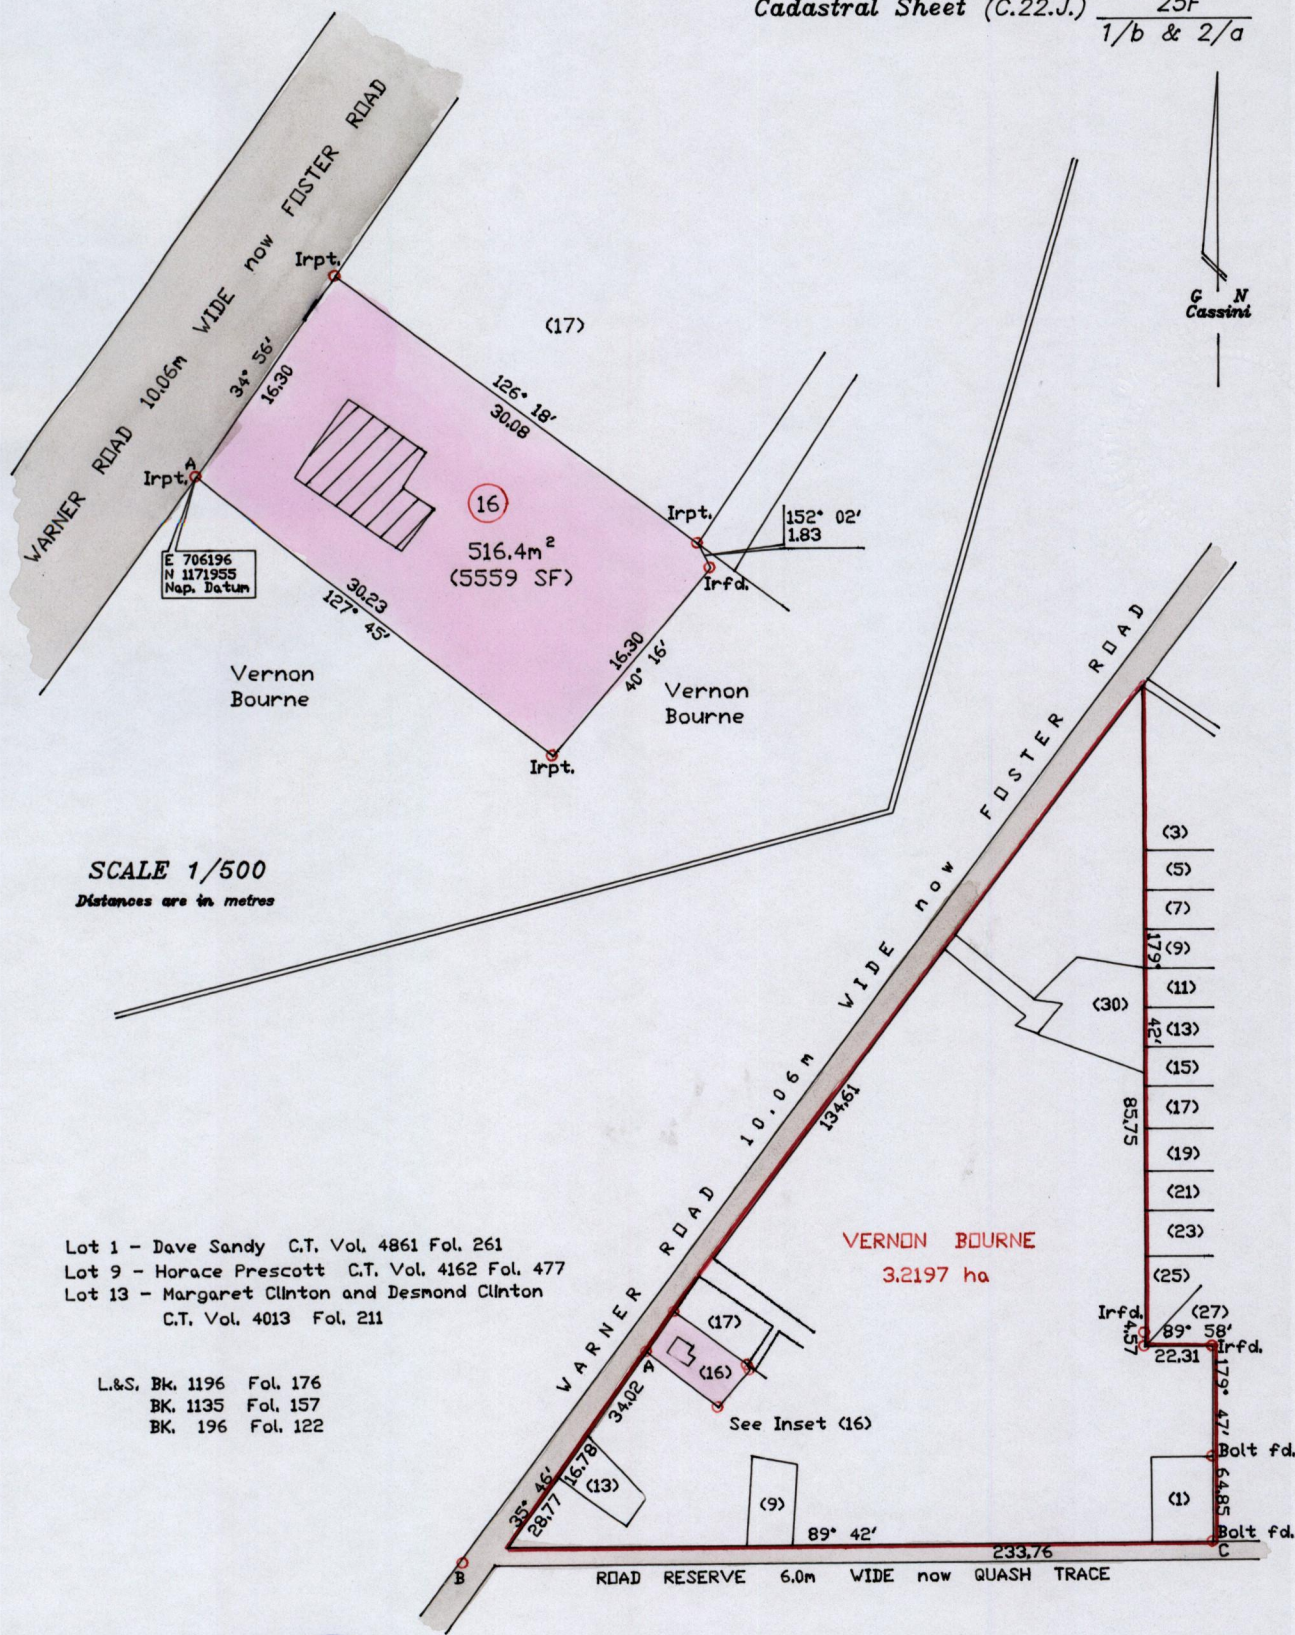 Cadastral Sheet (C.22.J.) 25F
1/b & 2/a
G N
Cassini
WARNER ROAD 10.06m WIDE now FOSTER ROAD
Irpt.
(17)
34° 56'
16.30
126° 18'
30.08
A
Irpt.
16
516.4m²
(5559 SF)
Irpt.
152° 02'
1.83
Irfd.
E 706196
N 1171955
Nap. Datum
30.23
127° 45'
16.30
40° 16'
Vernon
Bourne
Vernon
Bourne
Irpt.
SCALE 1/500
Distances are in metres
WARNER ROAD 10.06m WIDE now FOSTER ROAD
(3)
(5)
(7)
(9)
179° 42'
(11)
(30)
(13)
(15)
134.61
85.75
(17)
(19)
(21)
(23)
(25)
VERNON BOURNE
3.2197 ha
Irfd.
(27)
4.57
89° 58'
22.31
Irfd.
179° 47'
Bolt fd.
64.85
(1)
Bolt fd.
C
Lot 1 - Dave Sandy C.T. Vol. 4861 Fol. 261
Lot 9 - Horace Prescott C.T. Vol. 4162 Fol. 477
Lot 13 - Margaret Clinton and Desmond Clinton
C.T. Vol. 4013 Fol. 211
L.&S. Bk. 1196 Fol. 176
BK. 1135 Fol. 157
BK. 196 Fol. 122
(17)
A
(16)
34.02
See Inset (16)
16.78
(13)
35° 46'
28.77
(9)
89° 42'
233.76
B
ROAD RESERVE 6.0m WIDE now QUASH TRACE